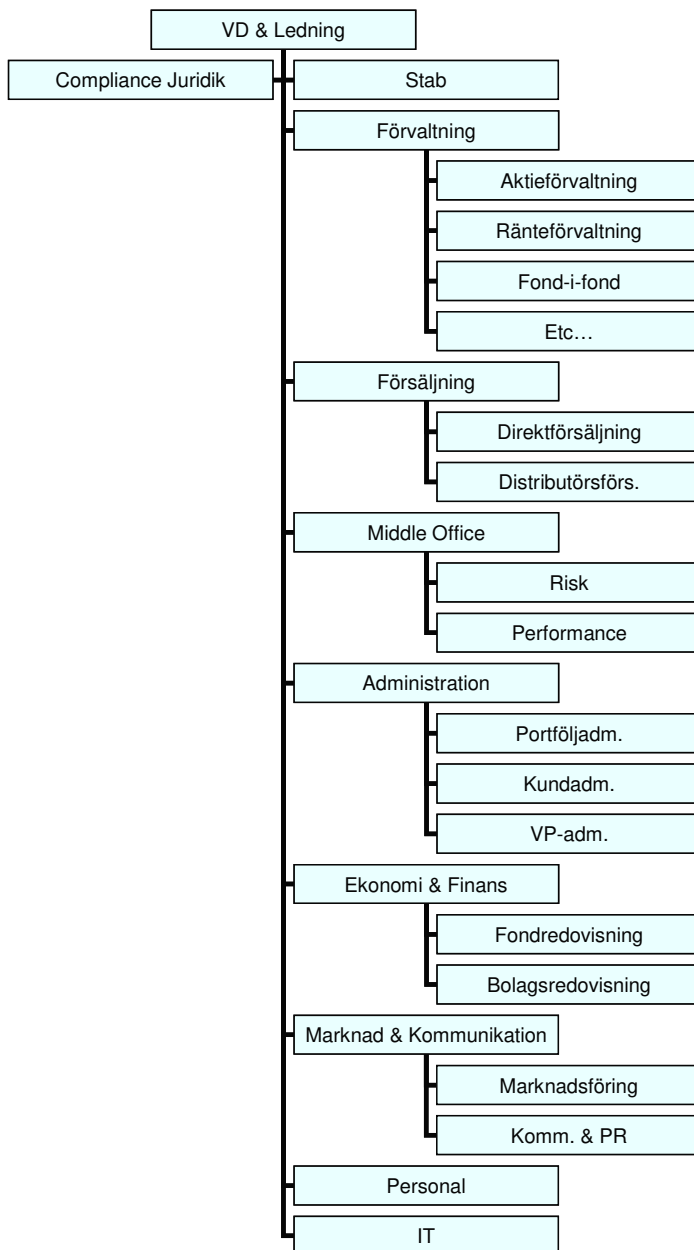 VD & Ledning
Compliance Juridik
Stab
Förvaltning
Aktieförvaltning
Ränteförvaltning
Fond-i-fond
Etc…
Försäljning
Direktförsäljning
Distributörsförs.
Middle Office
Risk
Performance
Administration
Portföljadm.
Kundadm.
VP-adm.
Ekonomi & Finans
Fondredovisning
Bolagsredovisning
Marknad & Kommunikation
Marknadsföring
Komm. & PR
Personal
IT